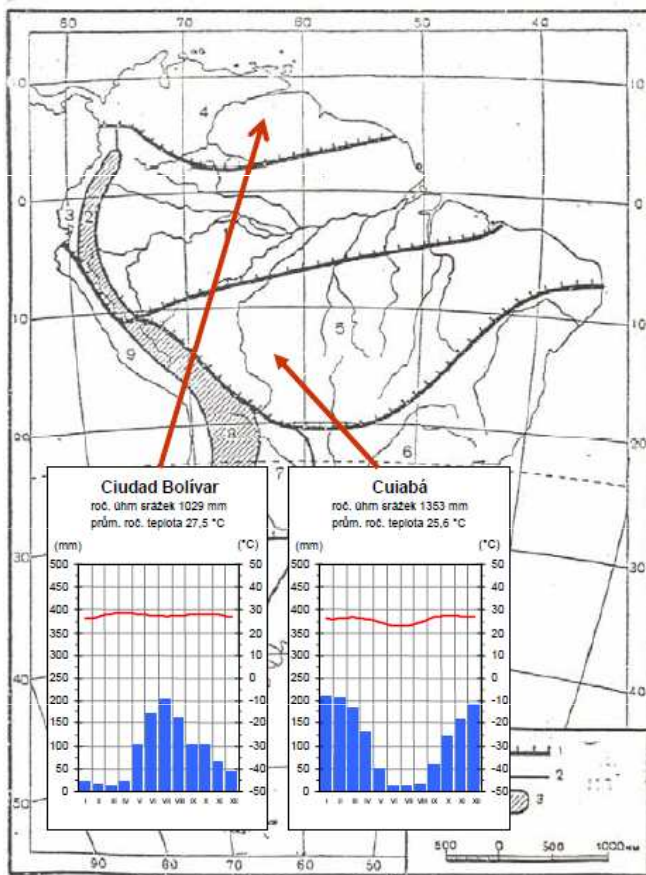 80 70 60 50 40
10 4 10
0 3 2 0
5
10 9 10
20 8 6 20
7
Ciudad Bolívar
roč. úhrn srážek 1029 mm
prům. roč. teplota 27,5 °C
(mm) (°C)
500 50
450 40
400 30
350 20
300 10
250 0
200 -10
150 -20
100 -30
50 -40
0 -50
I II III IV V VI VII VIII IX X XI XII
Cuiabá
roč. úhrn srážek 1353 mm
prům. roč. teplota 25,6 °C
(mm) (°C)
500 50
450 40
400 30
350 20
300 10
250 0
200 -10
150 -20
100 -30
50 -40
0 -50
I II III IV V VI VII VIII IX X XI XII
30 30
40 40
50
1
2
3
90 80 70 60 50
500 0 500 1000 км